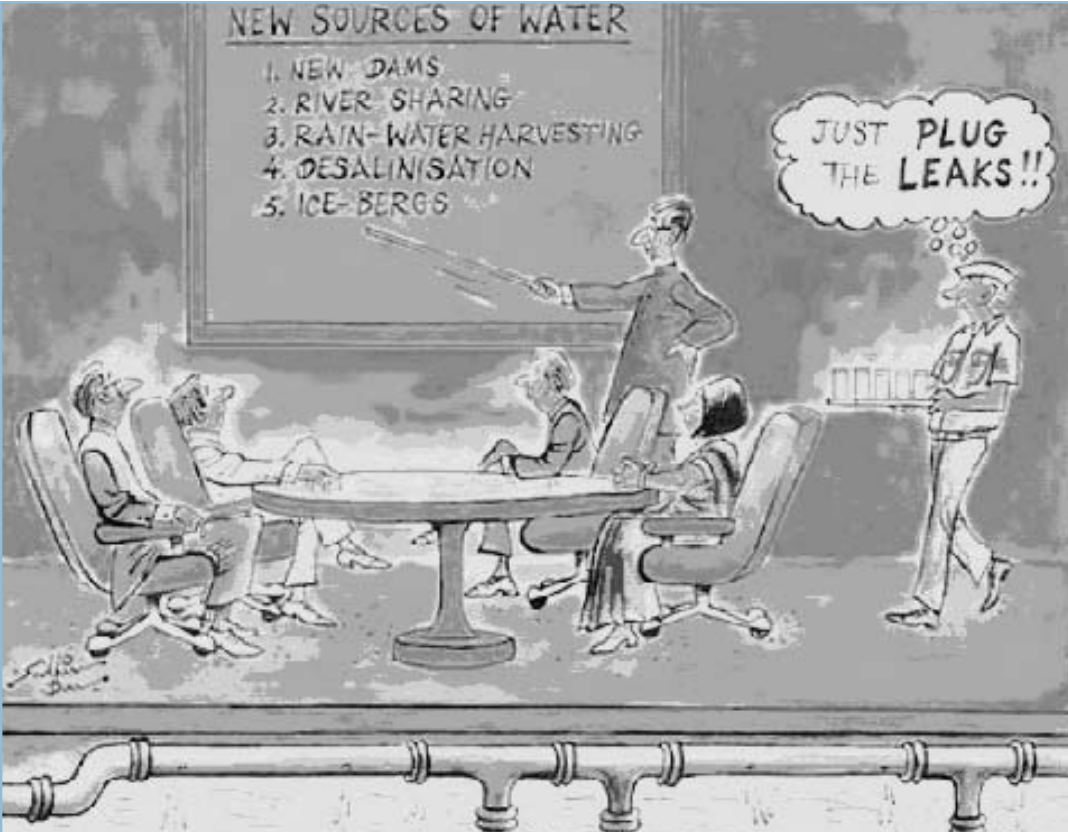 NEW SOURCES OF WATER
1. NEW DAMS
2. RIVER SHARING
3. RAIN-WATER HARVESTING
4. DESALINISATION
5. ICE-BERGS
JUST PLUG
THE LEAKS!!